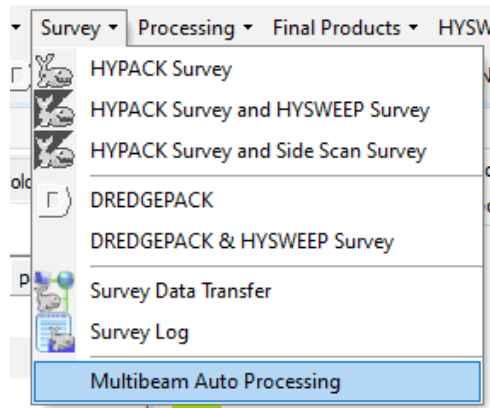 Survey Processing Final Products HYSW
HYPACK Survey
HYPACK Survey and HYSWEEP Survey
HYPACK Survey and Side Scan Survey
DREDGEPACK
DREDGEPACK & HYSWEEP Survey
Survey Data Transfer
Survey Log
Multibeam Auto Processing